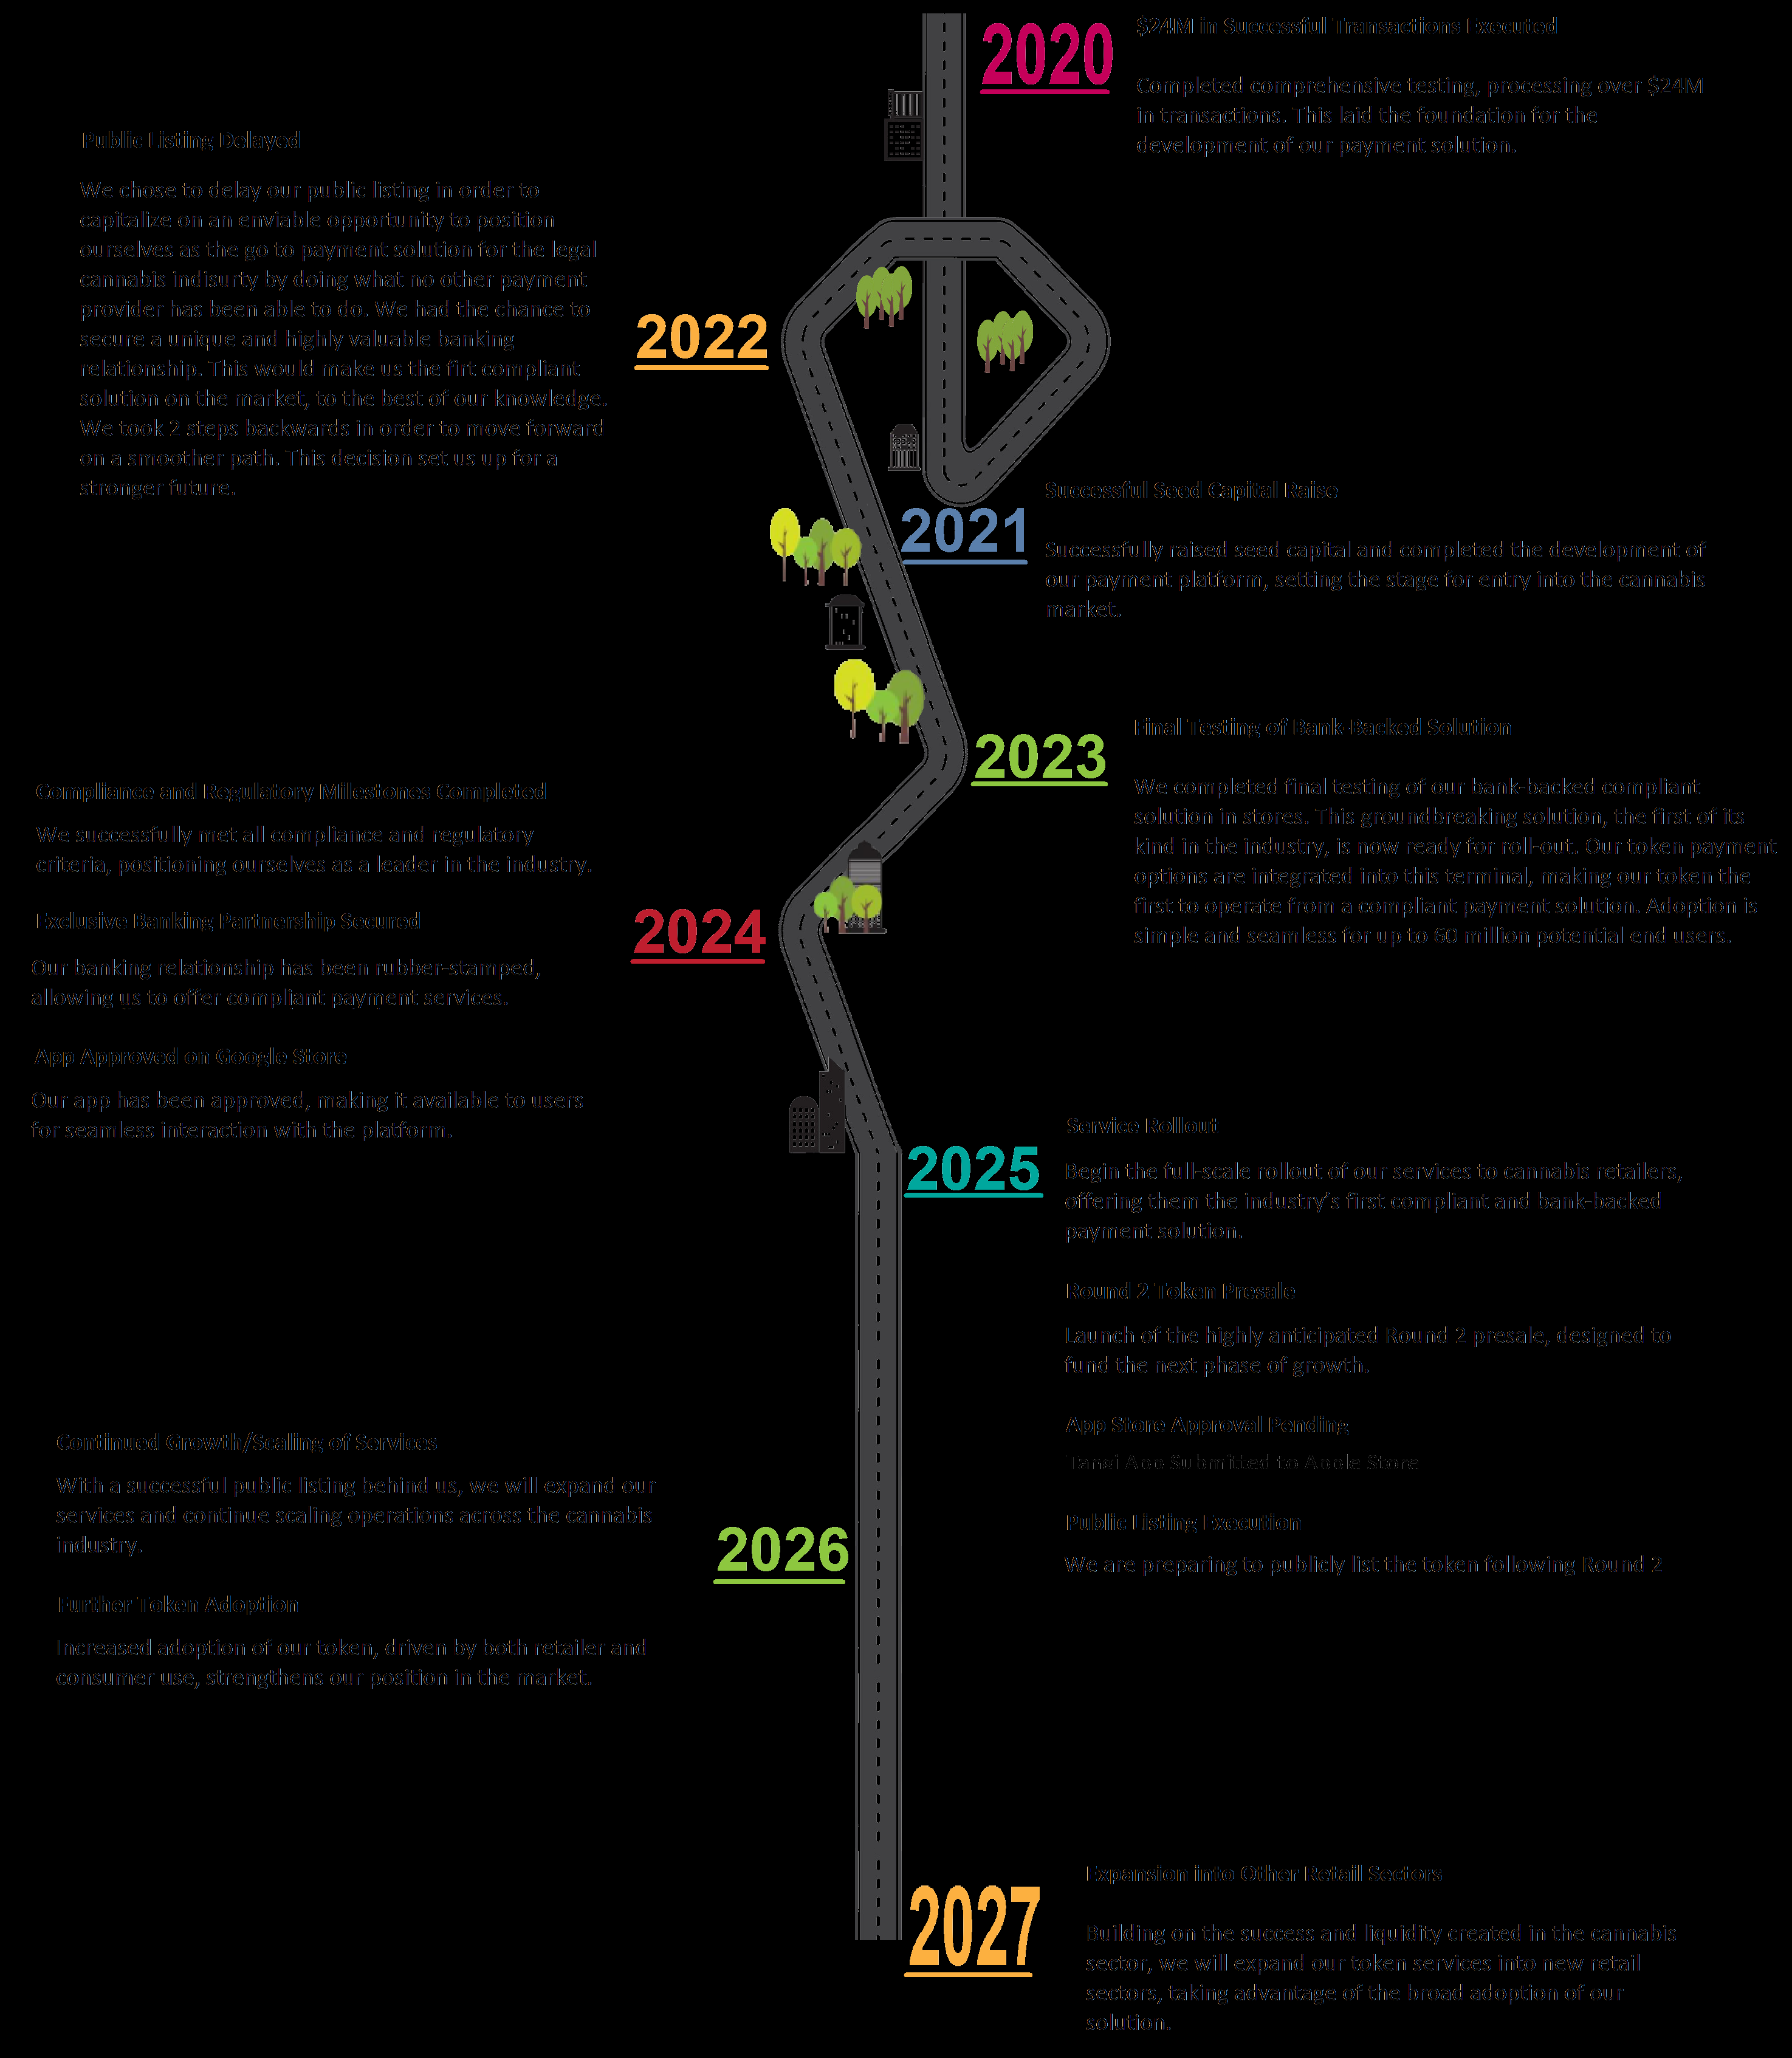 2020
$24M in Successful Transactions Executed
Completed comprehensive testing, processing over $24M
in transactions. This laid the foundation for the
development of our payment solution.
Public Listing Delayed
We chose to delay our public listing in order to
capitalize on an enviable opportunity to position
ourselves as the go to payment solution for the legal
cannabis indisurty by doing what no other payment
provider has been able to do. We had the chance to
secure a unique and highly valuable banking
relationship. This would make us the firt compliant
solution on the market, to the best of our knowledge.
We took 2 steps backwards in order to move forward
on a smoother path. This decision set us up for a
stronger future.
2022
2021
Successful Seed Capital Raise
Successfully raised seed capital and completed the development of
our payment platform, setting the stage for entry into the cannabis
market.
2023
Final Testing of Bank-Backed Solution
We completed final testing of our bank-backed compliant
solution in stores. This groundbreaking solution, the first of its
kind in the industry, is now ready for roll-out. Our token payment
options are integrated into this terminal, making our token the
first to operate from a compliant payment solution. Adoption is
simple and seamless for up to 60 million potential end users.
Compliance and Regulatory Milestones Completed
We successfully met all compliance and regulatory
criteria, positioning ourselves as a leader in the industry.
Exclusive Banking Partnership Secured
Our banking relationship has been rubber-stamped,
allowing us to offer compliant payment services.
App Approved on Google Store
Our app has been approved, making it available to users
for seamless interaction with the platform.
2024
2025
Service Rollout
Begin the full-scale rollout of our services to cannabis retailers,
offering them the industry's first compliant and bank-backed
payment solution.
Round 2 Token Presale
Launch of the highly anticipated Round 2 presale, designed to
fund the next phase of growth.
App Store Approval Pending
Tansi App Submitted to Apple Store
Public Listing Execution
We are preparing to publicly list the token following Round 2
Continued Growth/Scaling of Services
With a successful public listing behind us, we will expand our
services and continue scaling operations across the cannabis
industry.
Further Token Adoption
Increased adoption of our token, driven by both retailer and
consumer use, strengthens our position in the market.
2026
2027
Expansion into Other Retail Sectors
Building on the success and liquidity created in the cannabis
sector, we will expand our token services into new retail
sectors, taking advantage of the broad adoption of our
solution.